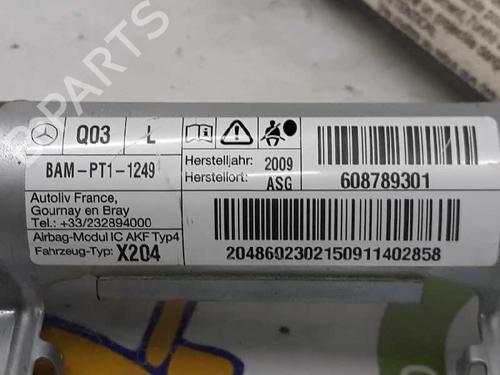 Q03 L
BAM-PT1-1249
Autoliv France,
Gournay en Bray
Tel.: +33/232894000
Airbag-Modul IC AKF Typ4
Fahrzeug-Typ: X204
Herstelljahr: 2009
Herstellort: ASG
608789301
2048602302150911402858
PARTS